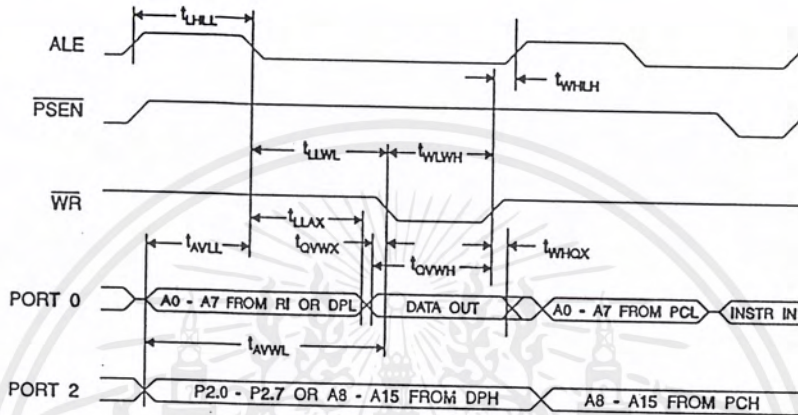 tLHLL
ALE
tWHLH
PSEN
tLLWL
tWLWH
WR
tLLAX
tAVLL
tQVWX
tWHQX
tQVWH
PORT 0
A0 - A7 FROM RI OR DPL
DATA OUT
A0 - A7 FROM PCL
INSTR IN
tAVWL
PORT 2
P2.0 - P2.7 OR A8 - A15 FROM DPH
A8 - A15 FROM PCH